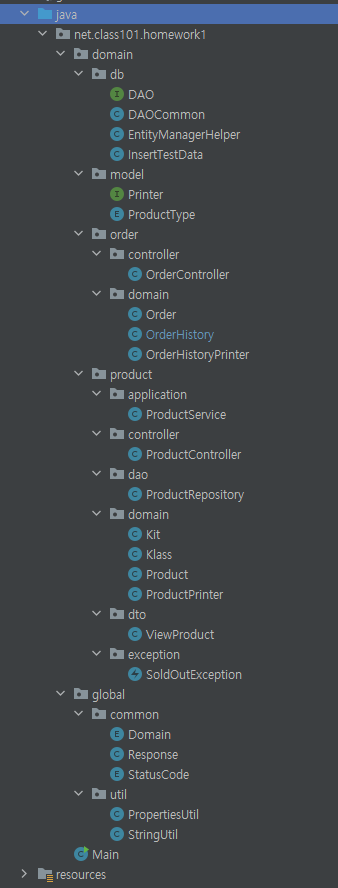 java
net.class101.homework1
domain
db
DAO
DAOCommon
EntityManagerHelper
InsertTestData
model
Printer
ProductType
order
controller
OrderController
domain
Order
OrderHistory
OrderHistoryPrinter
product
application
ProductService
controller
ProductController
dao
ProductRepository
domain
Kit
Klass
Product
ProductPrinter
dto
ViewProduct
exception
SoldOutException
global
common
Domain
Response
StatusCode
util
PropertiesUtil
StringUtil
Main
resources